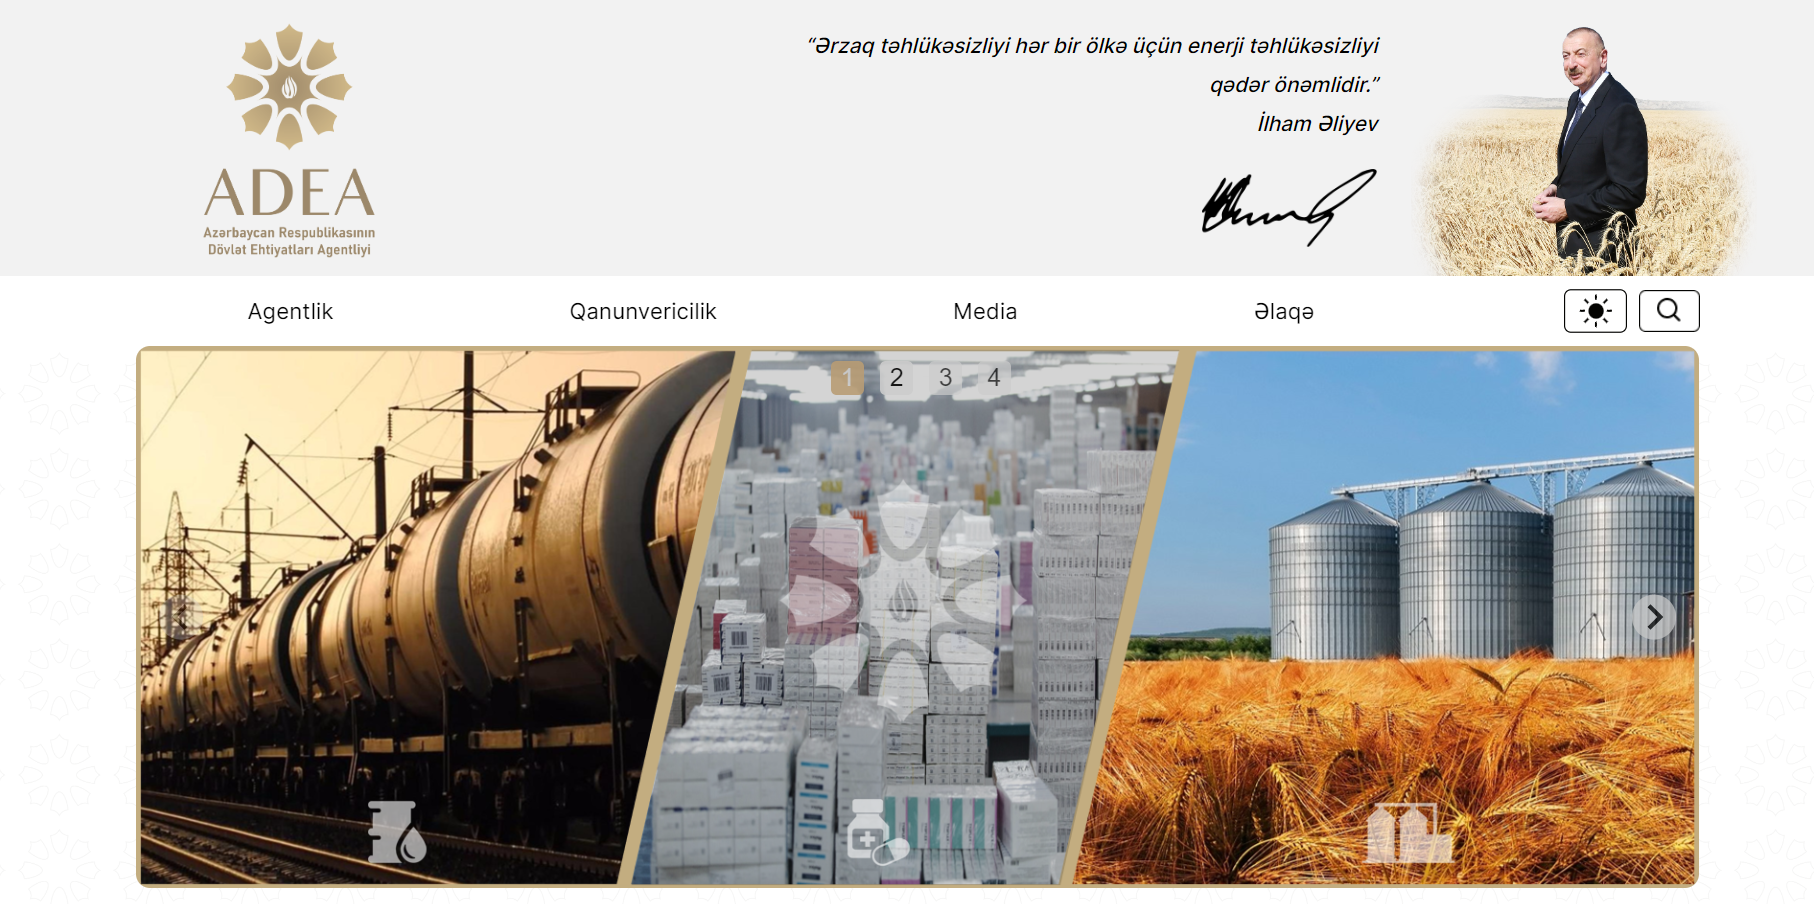 ADEA
Azərbaycan Respublikasının
Dövlət Ehtiyatları Agentliyi
“Ərzaq təhlükəsizliyi hər bir ölkə üçün enerji təhlükəsizliyi
qədər önəmlidir.”
İlham Əliyev
Agentlik Qanunvericilik Media Əlaqə
1 2 3 4